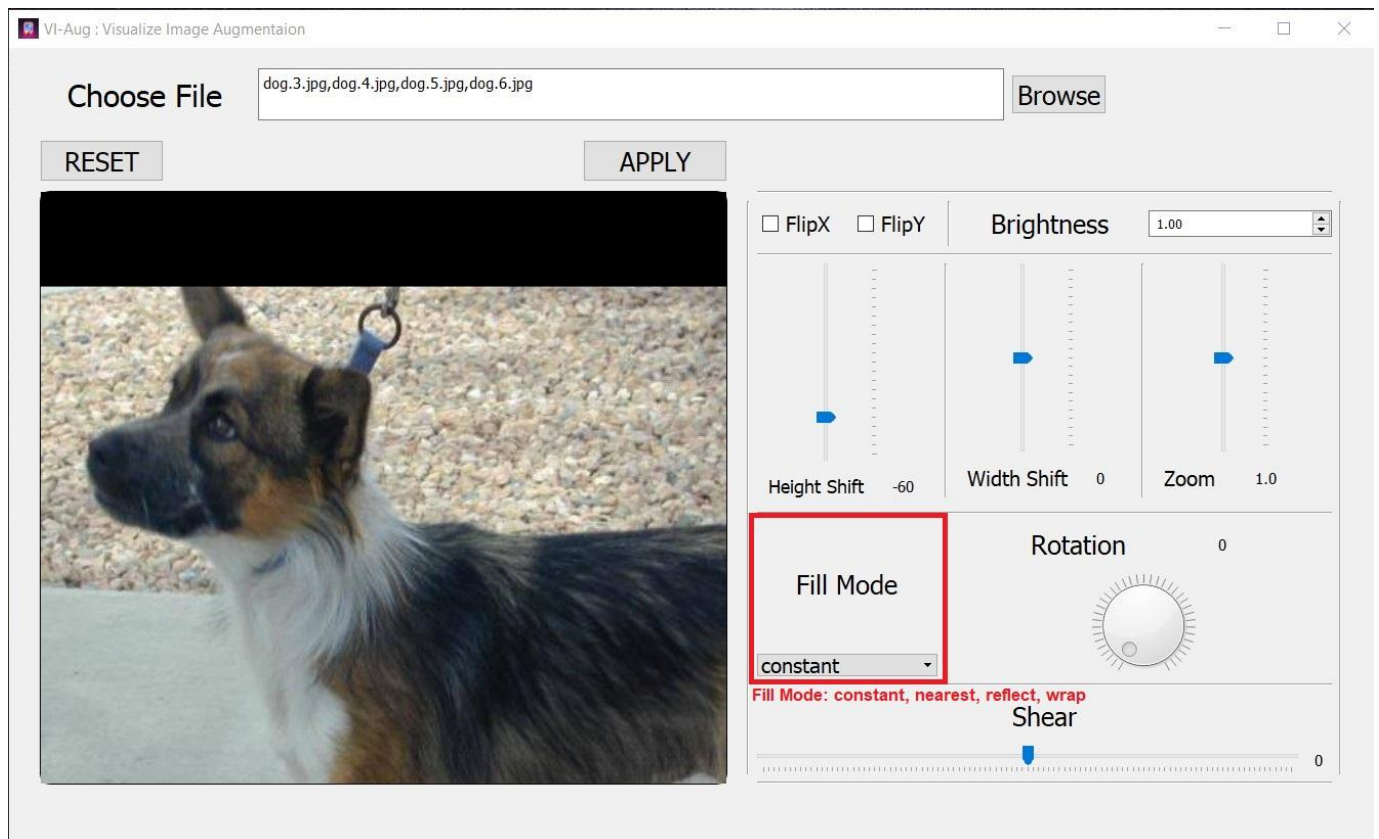 VI-Aug : Visualize Image Augmentaion
Choose File
dog.3.jpg,dog.4.jpg,dog.5.jpg,dog.6.jpg
Browse
RESET
APPLY
FlipX
FlipY
Brightness
1.00
Height Shift -60
Width Shift 0
Zoom 1.0
Fill Mode
constant
Rotation 0
Fill Mode: constant, nearest, reflect, wrap
Shear
0